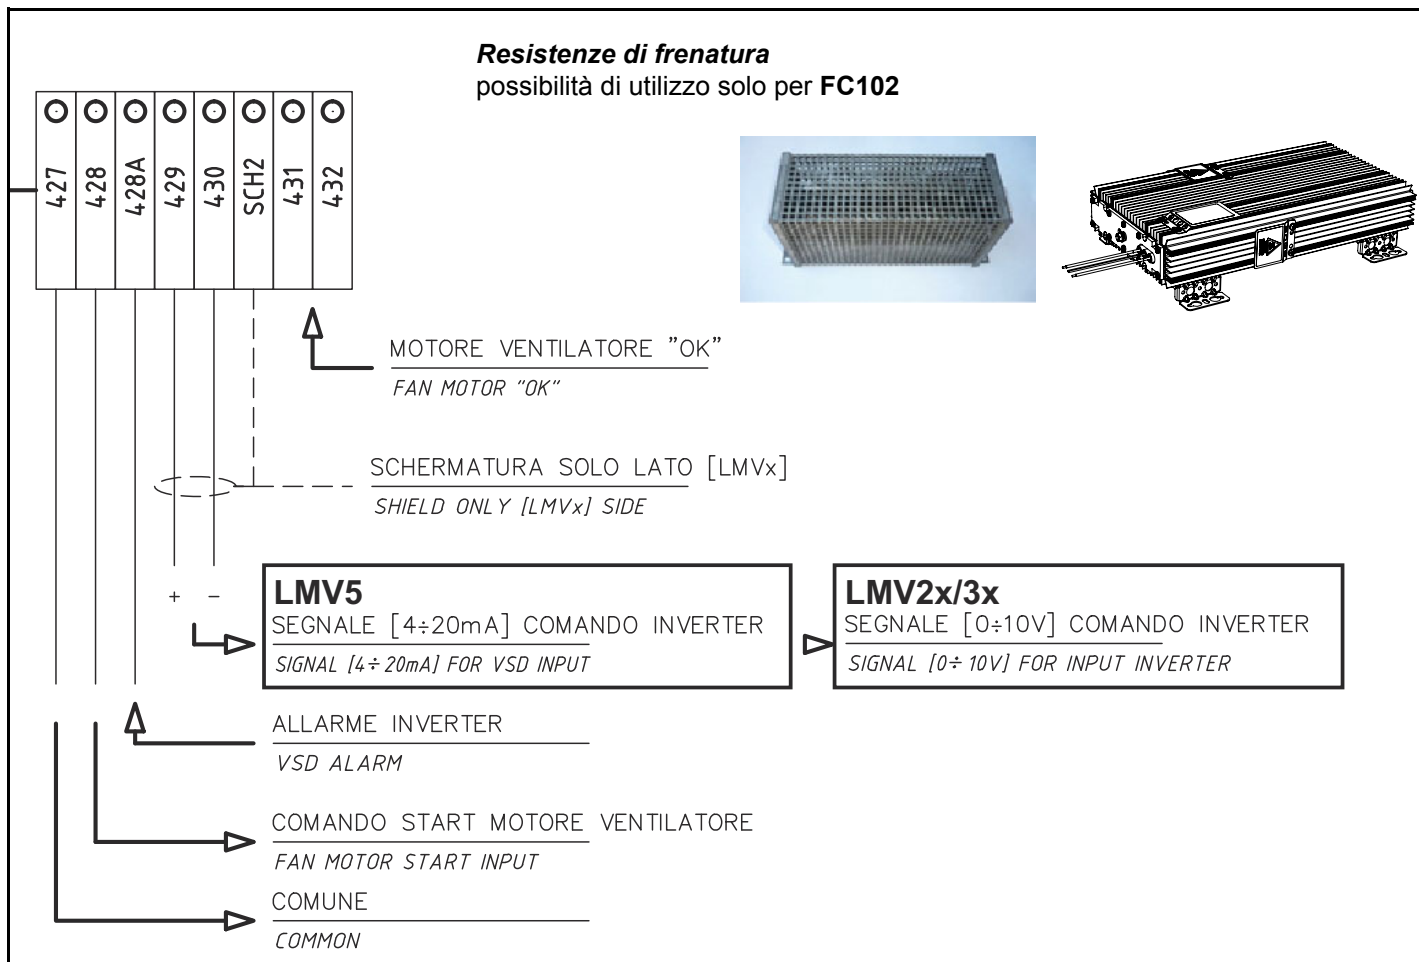 Resistenze di frenatura
possibilità di utilizzo solo per FC102
427
428
428A
429
430
SCH2
431
432
MOTORE VENTILATORE ”OK”
FAN MOTOR "OK"
SCHERMATURA SOLO LATO [LMVx]
SHIELD ONLY [LMVx] SIDE
+ −
LMV5
SEGNALE [4÷20mA] COMANDO INVERTER
SIGNAL [4÷20mA] FOR VSD INPUT
LMV2x/3x
SEGNALE [0÷10V] COMANDO INVERTER
SIGNAL [0÷10V] FOR INPUT INVERTER
ALLARME INVERTER
VSD ALARM
COMANDO START MOTORE VENTILATORE
FAN MOTOR START INPUT
COMUNE
COMMON